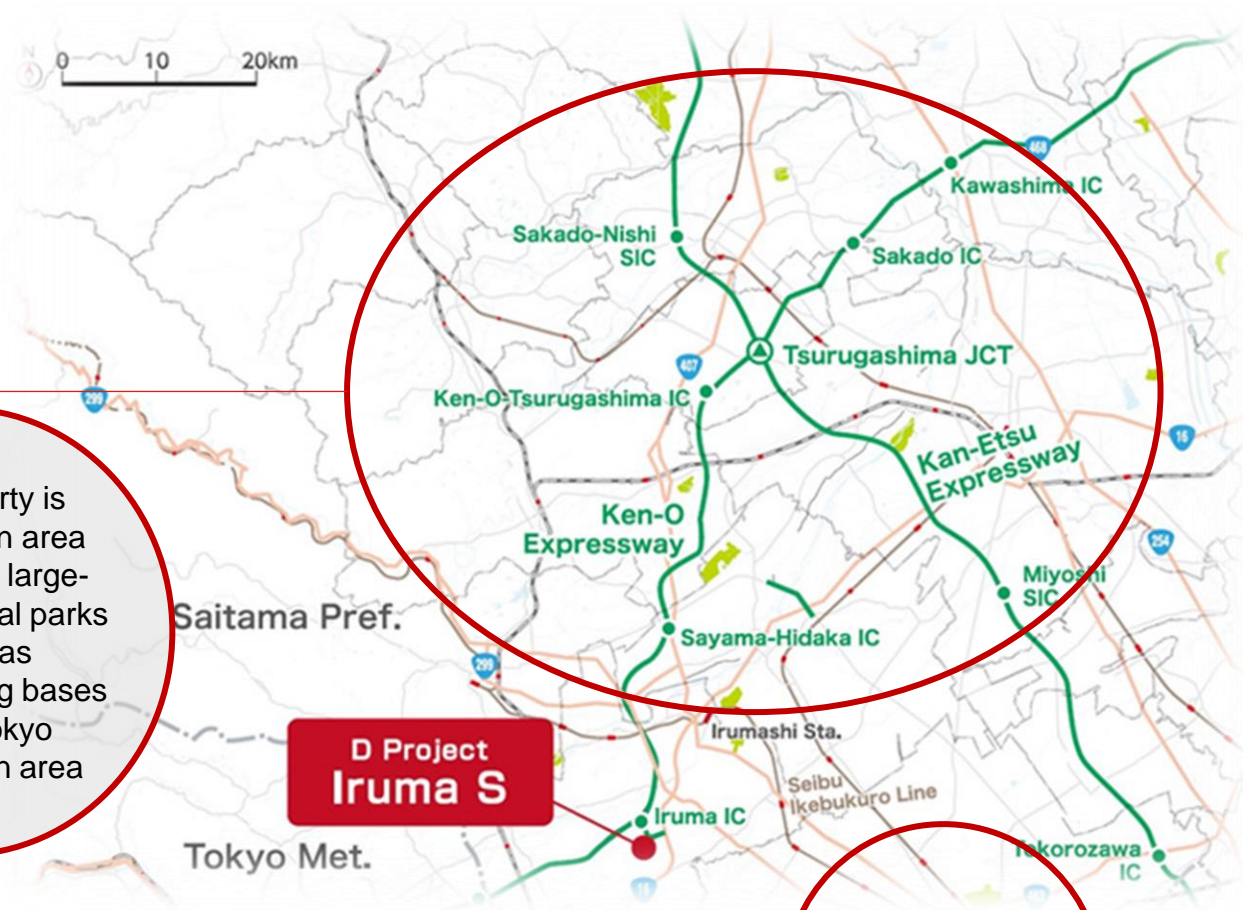 N
0 10 20km
468
Kawashima IC
Sakado-Nishi
SIC
Sakado IC
Tsurugashima JCT
407
Ken-O-Tsurugashima IC
299
16
Kan-Etsu
Expressway
rty is
n area
large-
al parks
as
g bases
okyo
n area
Ken-O
Expressway
254
Miyoshi
SIC
Saitama Pref.
Sayama-Hidaka IC
299
Irumashi Sta.
D Project
Iruma S
Seibu
Ikebukuro Line
Iruma IC
Tokyo Met.
Tokorozawa
IC
16